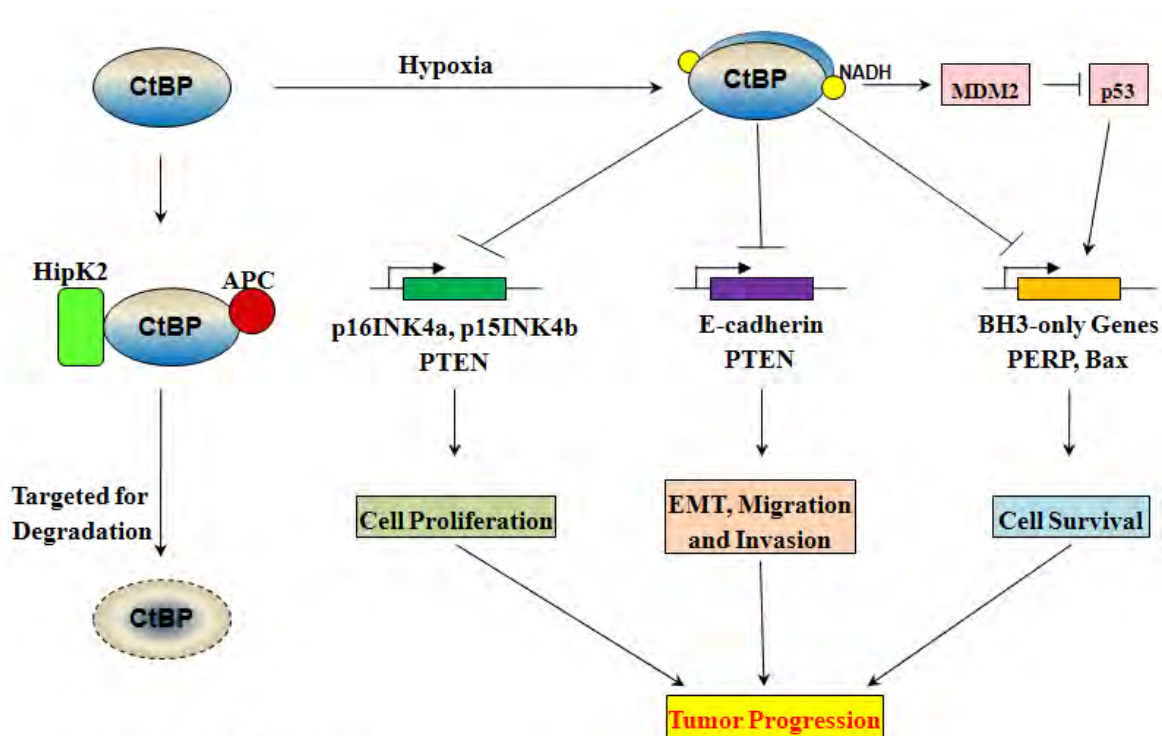 CtBP
Hypoxia
CtBP
NADH
MDM2
p53
HipK2
APC
CtBP
p16INK4a, p15INK4b
PTEN
E-cadherin
PTEN
BH3-only Genes
PERP, Bax
Targeted for
Degradation
Cell Proliferation
EMT, Migration
and Invasion
Cell Survival
CtBP
Tumor Progression